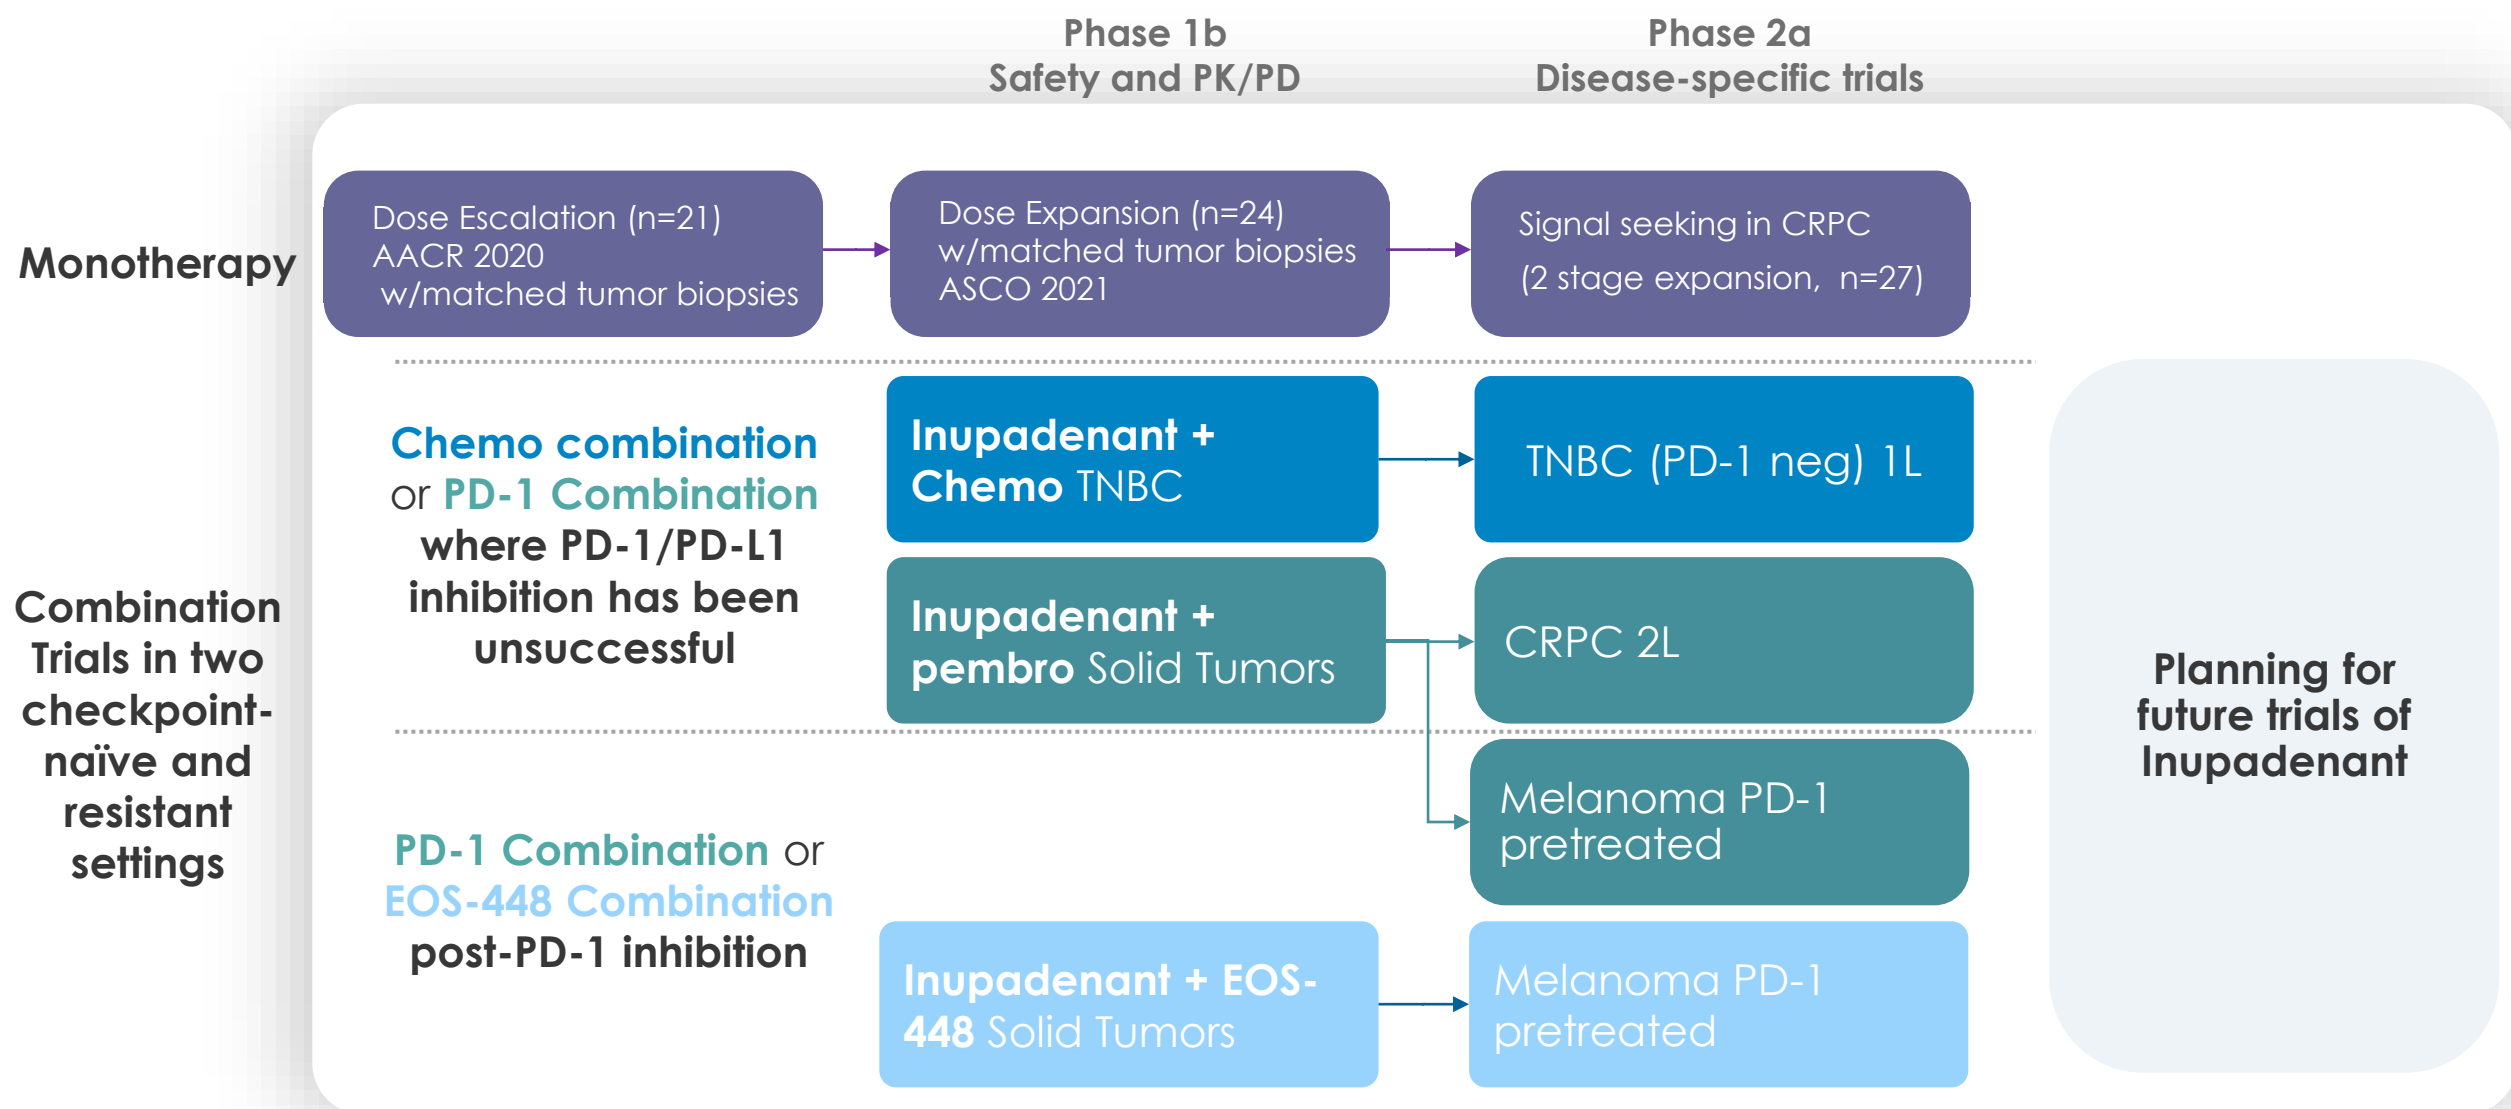 Phase 1b
Safety and PK/PD
Phase 2a
Disease-specific trials
Monotherapy
Dose Escalation (n=21)
AACR 2020
w/matched tumor biopsies
Dose Expansion (n=24)
w/matched tumor biopsies
ASCO 2021
Signal seeking in CRPC
(2 stage expansion, n=27)
Combination
Trials in two
checkpoint-
naïve and
resistant
settings
Chemo combination
or PD-1 Combination
where PD-1/PD-L1
inhibition has been
unsuccessful
Inupadenant +
Chemo TNBC
TNBC (PD-1 neg) 1L
Inupadenant +
pembro Solid Tumors
CRPC 2L
Melanoma PD-1
pretreated
PD-1 Combination or
EOS-448 Combination
post-PD-1 inhibition
Inupadenant + EOS-
448 Solid Tumors
Melanoma PD-1
pretreated
Planning for
future trials of
Inupadenant